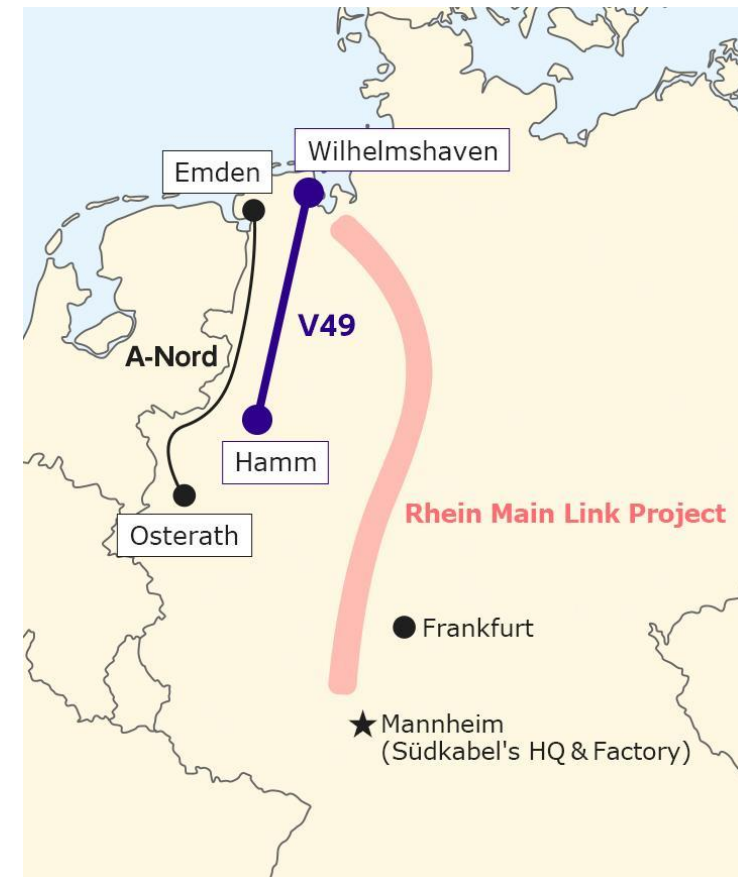 Wilhelmshaven
Emden
V49
A-Nord
Hamm
Rhein Main Link Project
Osterath
Frankfurt
Mannheim
(Südkabel's HQ & Factory)